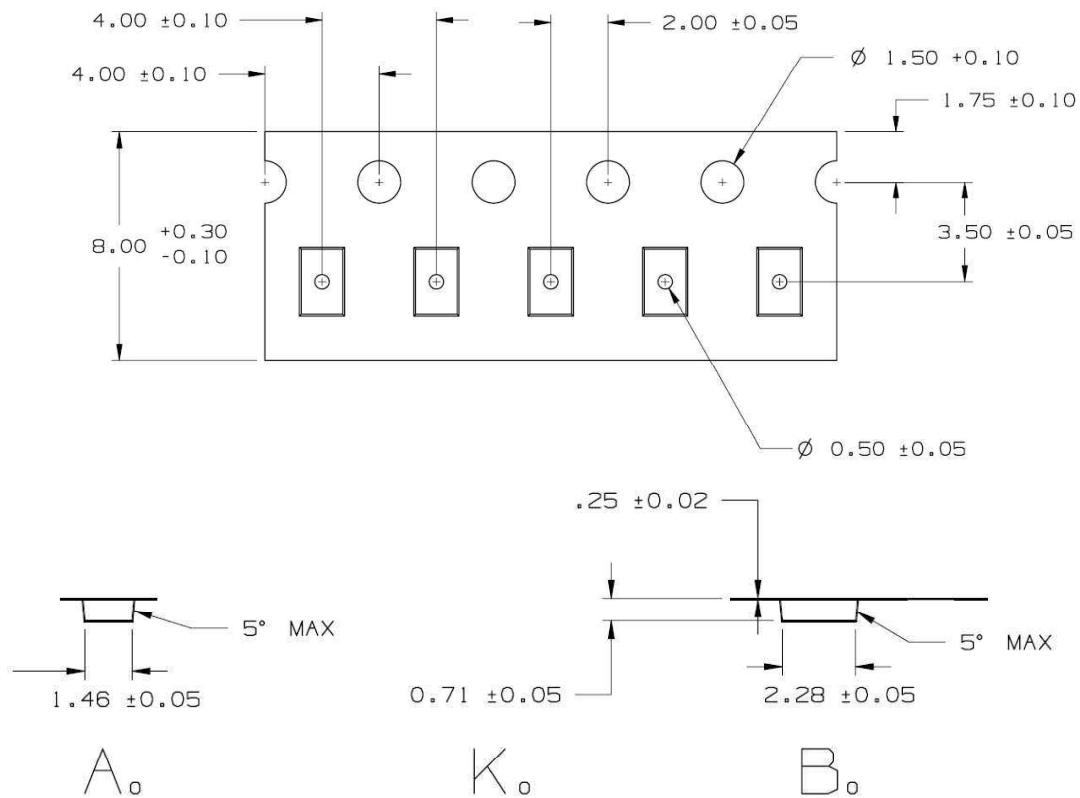 4.00 ±0.10
2.00 ±0.05
4.00 ±0.10
Ø 1.50 +0.10
1.75 ±0.10
8.00 +0.30
-0.10
3.50 ±0.05
Ø 0.50 ±0.05
.25 ±0.02
5° MAX
5° MAX
1.46 ±0.05
0.71 ±0.05
2.28 ±0.05
A₀
K₀
B₀